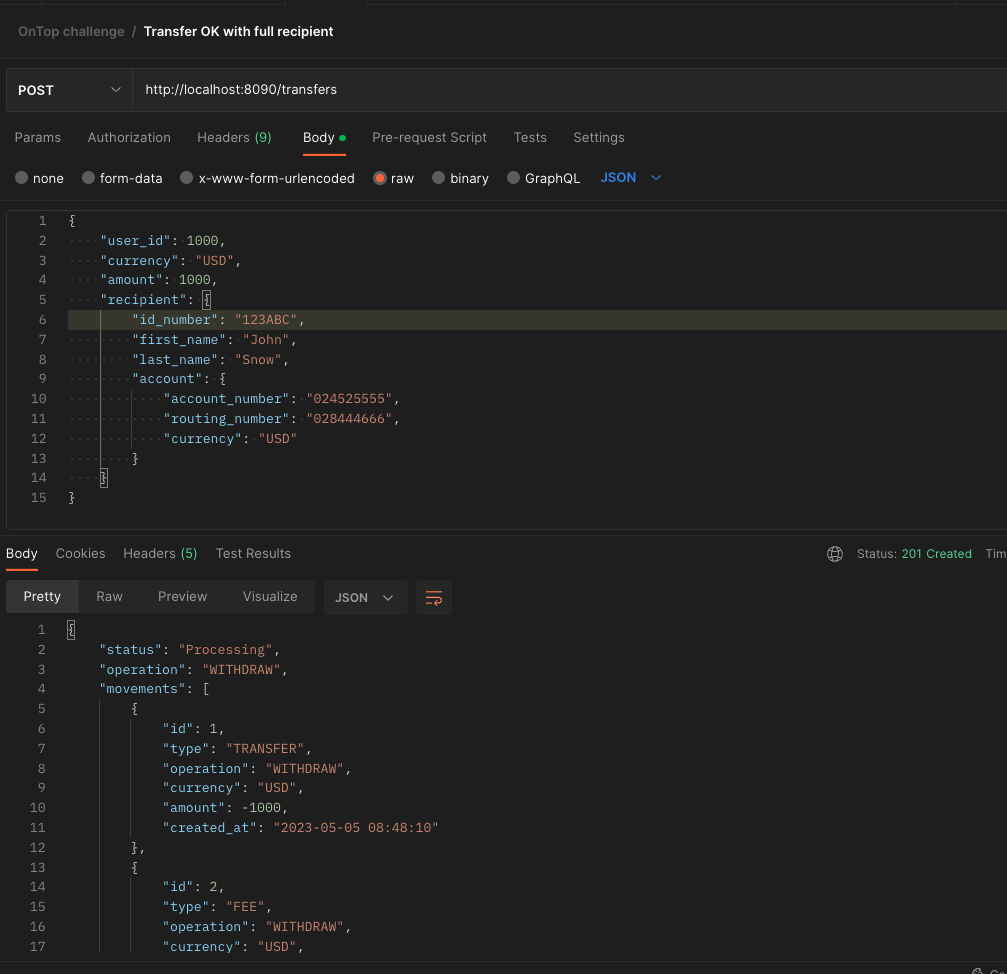 OnTop challenge / Transfer OK with full recipient
POST http://localhost:8090/transfers
Params Authorization Headers (9) Body Pre-request Script Tests Settings
none form-data x-www-form-urlencoded raw binary GraphQL JSON
1 {
2 "user_id": 1000,
3 "currency": "USD",
4 "amount": 1000,
5 "recipient": {
6 "id_number": "123ABC",
7 "first_name": "John",
8 "last_name": "Snow",
9 "account": {
10 "account_number": "024525555",
11 "routing_number": "028444666",
12 "currency": "USD"
13 }
14 }
15 }
Body Cookies Headers (5) Test Results Status: 201 Created Tim
Pretty Raw Preview Visualize JSON
1 {
2 "status": "Processing",
3 "operation": "WITHDRAW",
4 "movements": [
5 {
6 "id": 1,
7 "type": "TRANSFER",
8 "operation": "WITHDRAW",
9 "currency": "USD",
10 "amount": -1000,
11 "created_at": "2023-05-05 08:48:10"
12 },
13 {
14 "id": 2,
15 "type": "FEE",
16 "operation": "WITHDRAW",
17 "currency": "USD",